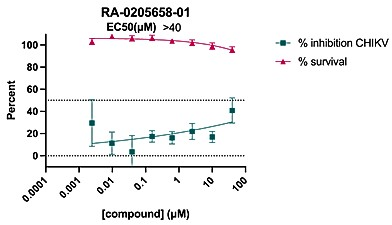 RA-0205658-01
EC50(µM) >40
% inhibtion CHIKV
% survival
Percent
100
80
60
40
20
0
0.0001
0.001
0.01
0.1
1
10
100
[compound] (µM)